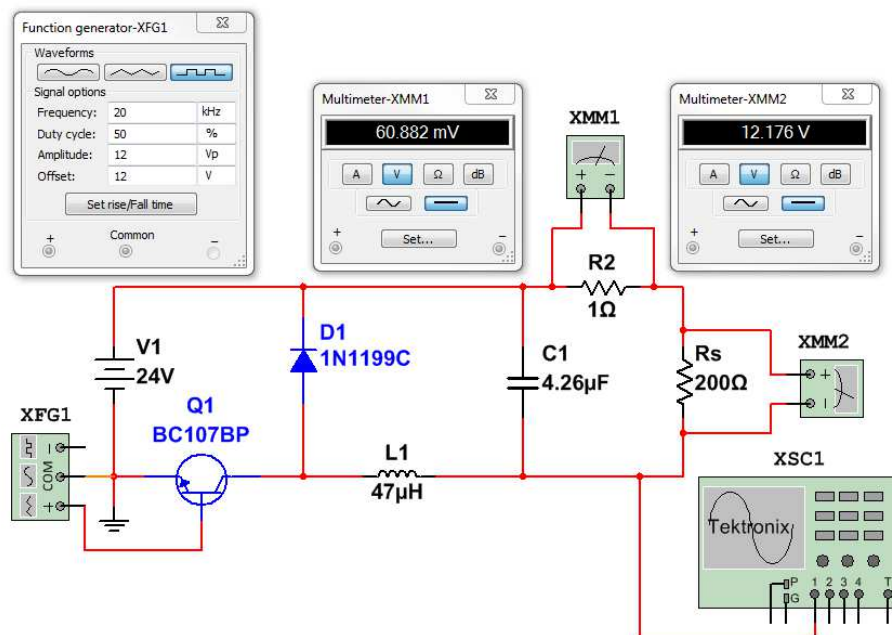 Function generator-XFG1
Waveforms
Signal options
Frequency: 20 kHz
Duty cycle: 50 %
Amplitude: 12 Vp
Offset: 12 V
Set rise/Fall time
+ Common −
Multimeter-XMM1
60.882 mV
A V Ω dB
Set...
+ −
XMM1
+ −
Multimeter-XMM2
12.176 V
A V Ω dB
Set...
+ −
R2
1Ω
D1
1N1199C
V1
24V
C1
4.26µF
Rs
200Ω
XMM2
+
XFG1
Q1
BC107BP
COM
+
L1
47µH
XSC1
Tektronix
P
G
1 2 3 4 T